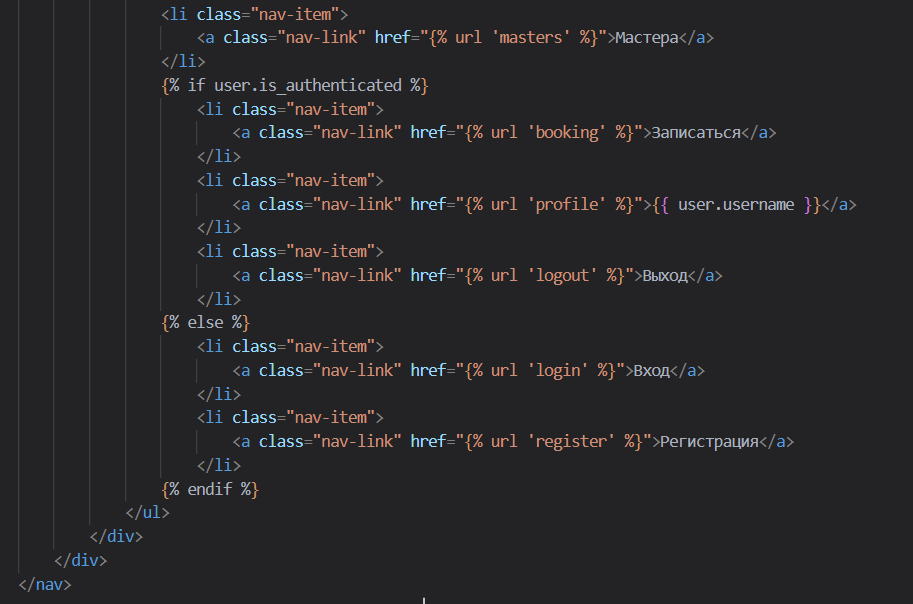 <li class="nav-item">
<a class="nav-link" href="{% url 'masters' %}">Мастера</a>
</li>
{% if user.is_authenticated %}
<li class="nav-item">
<a class="nav-link" href="{% url 'booking' %}">Записаться</a>
</li>
<li class="nav-item">
<a class="nav-link" href="{% url 'profile' %}">{{ user.username }}</a>
</li>
<li class="nav-item">
<a class="nav-link" href="{% url 'logout' %}">Выход</a>
</li>
{% else %}
<li class="nav-item">
<a class="nav-link" href="{% url 'login' %}">Вход</a>
</li>
<li class="nav-item">
<a class="nav-link" href="{% url 'register' %}">Регистрация</a>
</li>
{% endif %}
</ul>
</div>
</div>
</nav>